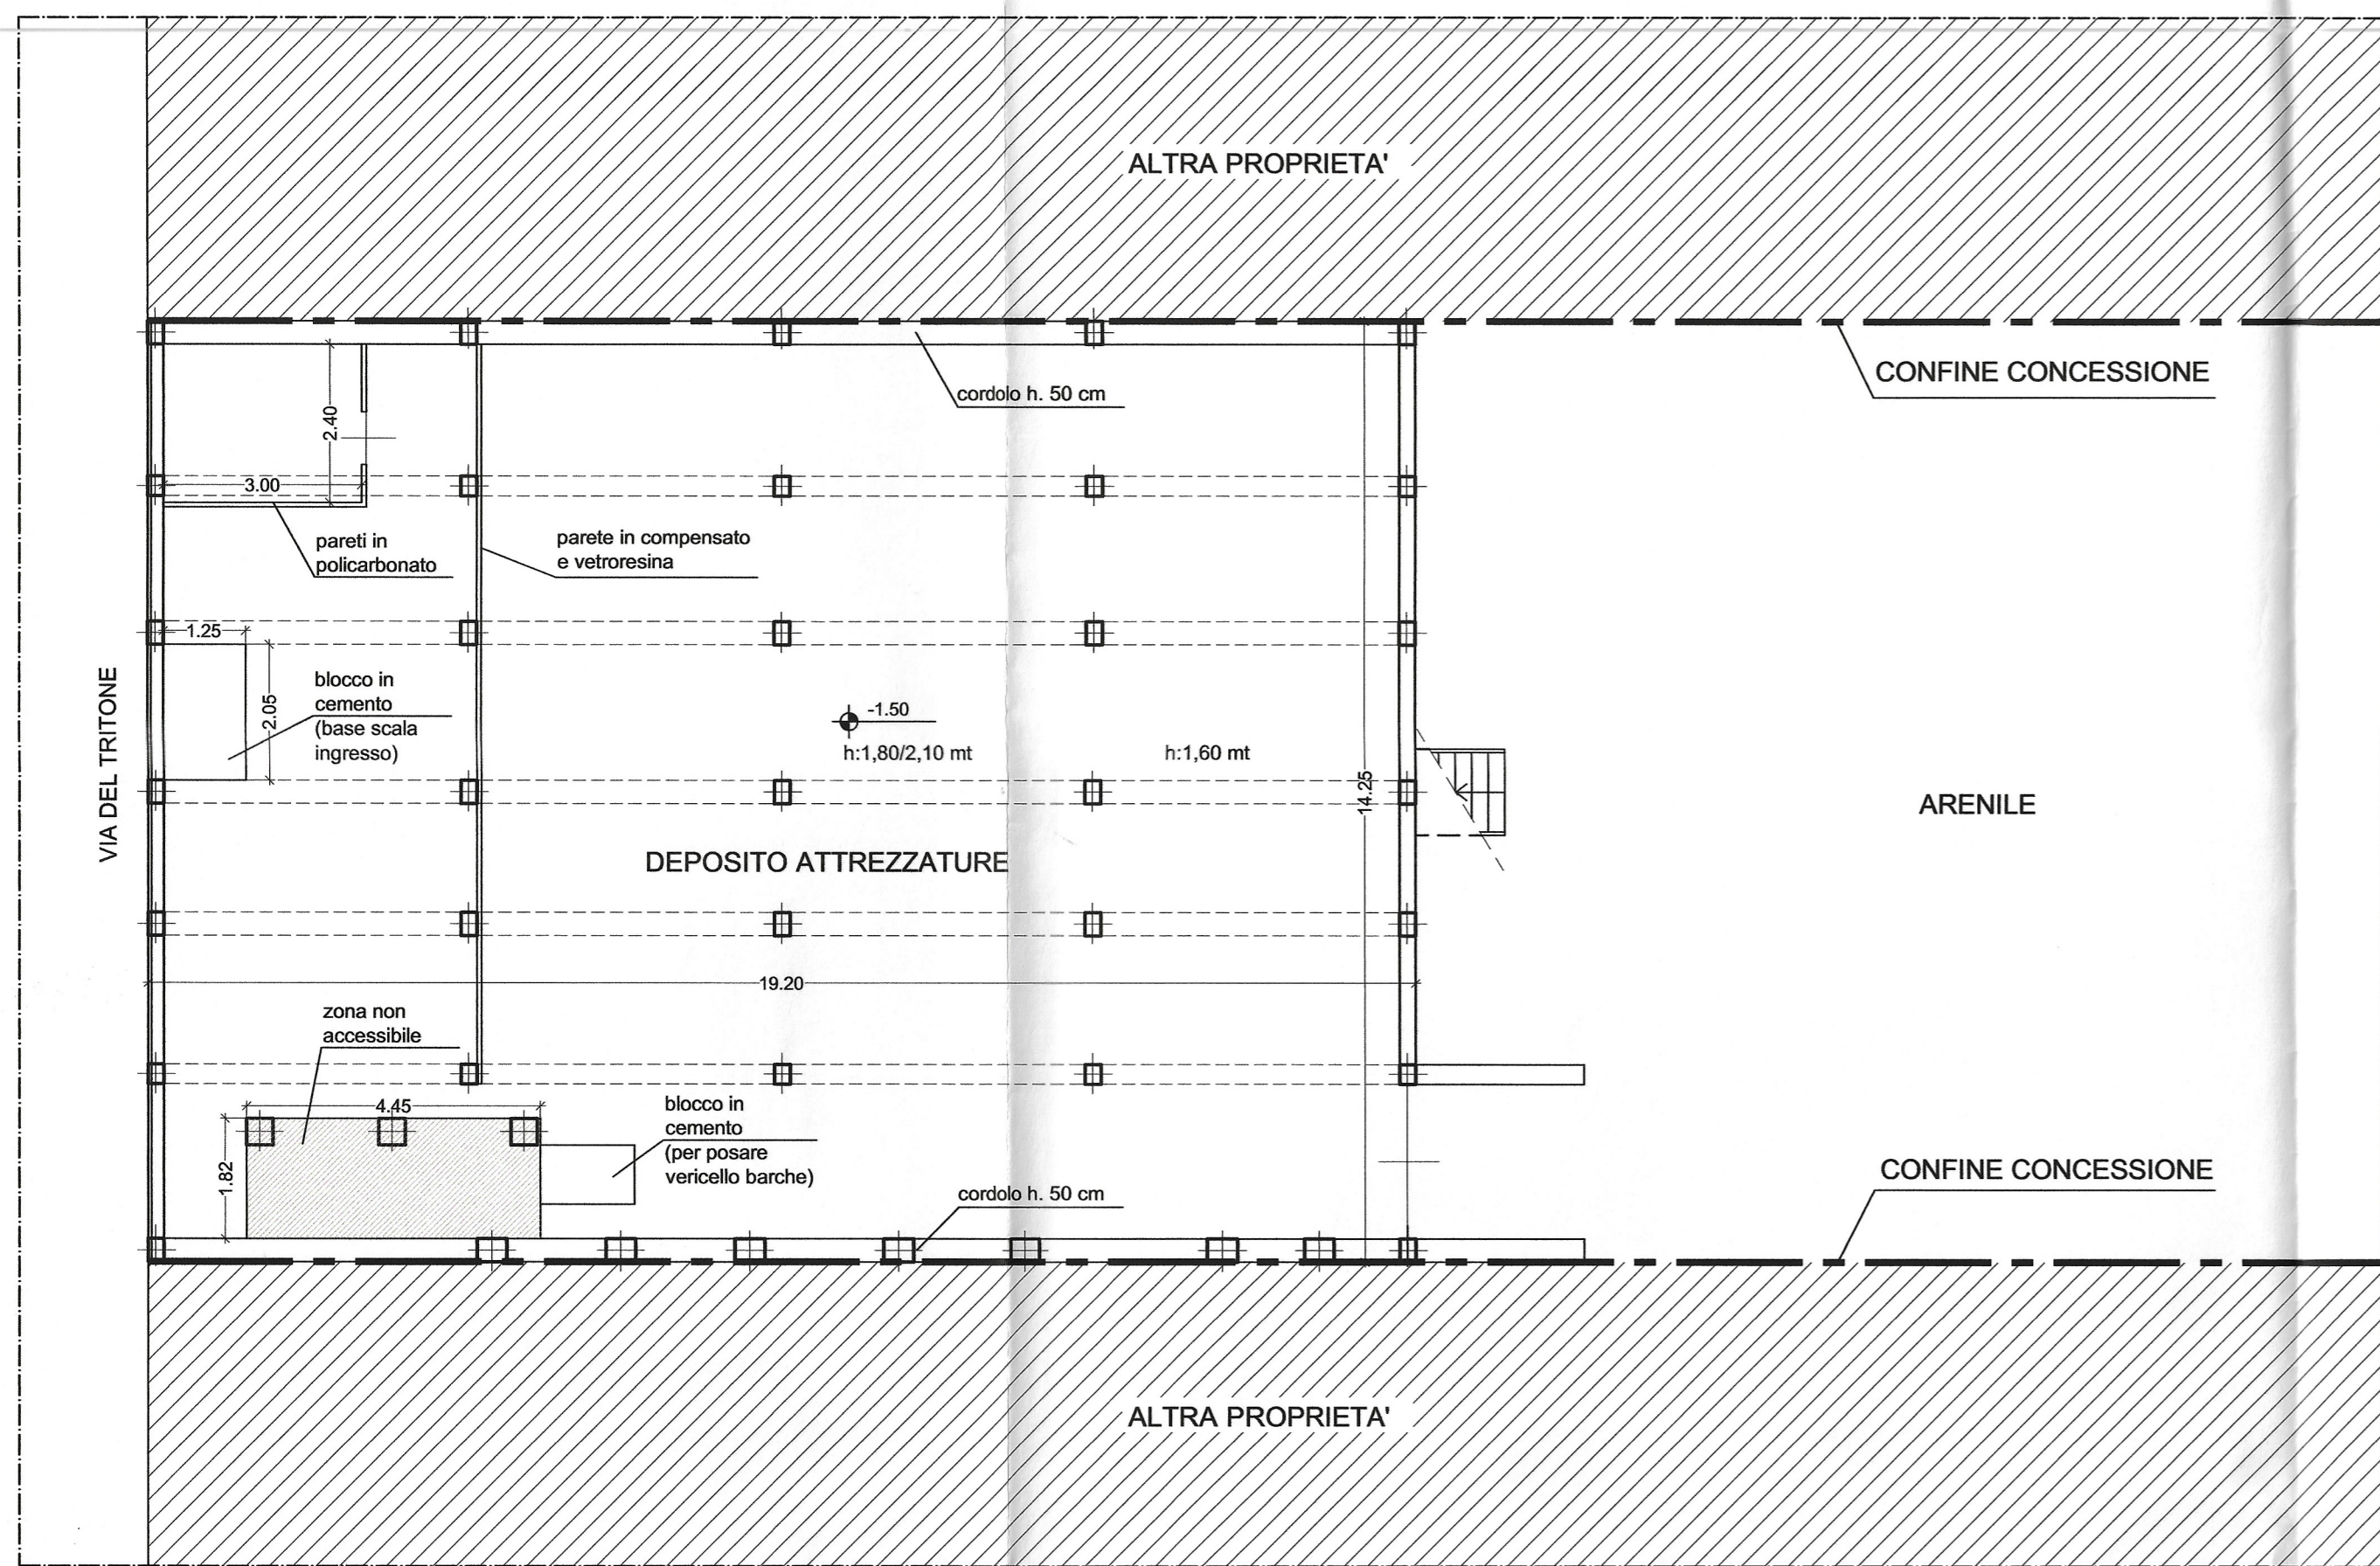 ALTRA PROPRIETA'
CONFINE CONCESSIONE
cordolo h. 50 cm
2.40
3.00
pareti in
policarbonato
parete in compensato
e vetroresina
1.25
2.05
blocco in
cemento
(base scala
ingresso)
VIA DEL TRITONE
-1.50
h:1,80/2,10 mt
h:1,60 mt
14.25
ARENILE
DEPOSITO ATTREZZATURE
19.20
zona non
accessibile
4.45
1.82
blocco in
cemento
(per posare
vericello barche)
cordolo h. 50 cm
CONFINE CONCESSIONE
ALTRA PROPRIETA'